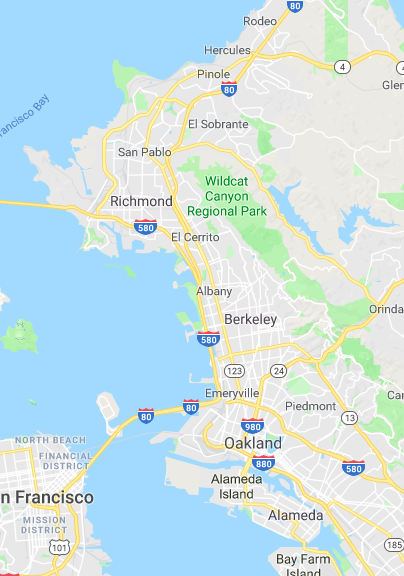 80
Rodeo
Hercules
4
4
Pinole
80
Glen
rancisco Bay
El Sobrante
San Pablo
Wildcat
Canyon
Regional Park
Richmond
580
El Cerrito
Albany
Orinda
Berkeley
580
123
24
Emeryville
80
80
Piedmont
13
980
NORTH BEACH
FINANCIAL
DISTRICT
Oakland
880
580
Alameda
Island
n Francisco
MISSION
DISTRICT
Alameda
101
185
Bay Farm
Island